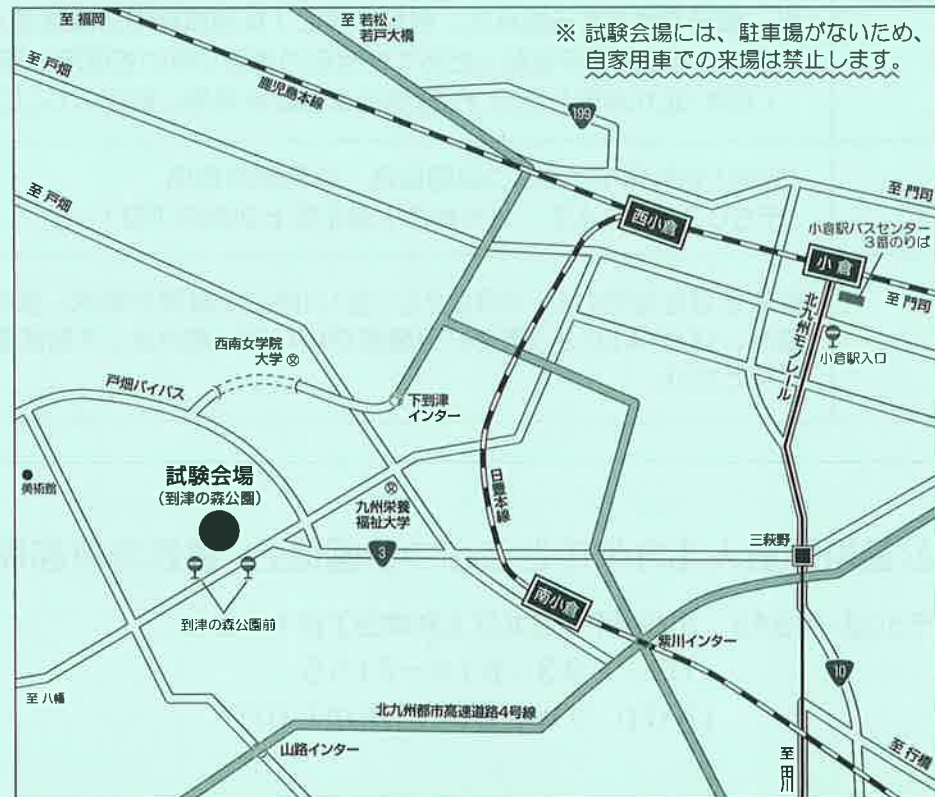 至 福岡
至 若松・
若戸大橋
※ 試験会場には、駐車場がないため、
自家用車での来場は禁止します。
至 戸畑
鹿児島本線
199
至 戸畑
至 門司
西小倉
小倉駅バスセンター
3番のりば
小倉
至 門司
北九州モノレール
小倉駅入口
西南女学院
大学
戸畑バイパス
下到津
インター
試験会場
(到津の森公園)
美術館
九州栄養
福祉大学
日豊本線
3
三萩野
到津の森公園前
南小倉
紫川インター
10
至 八幡
北九州都市高速道路4号線
山路インター
至 田川
至 行橋